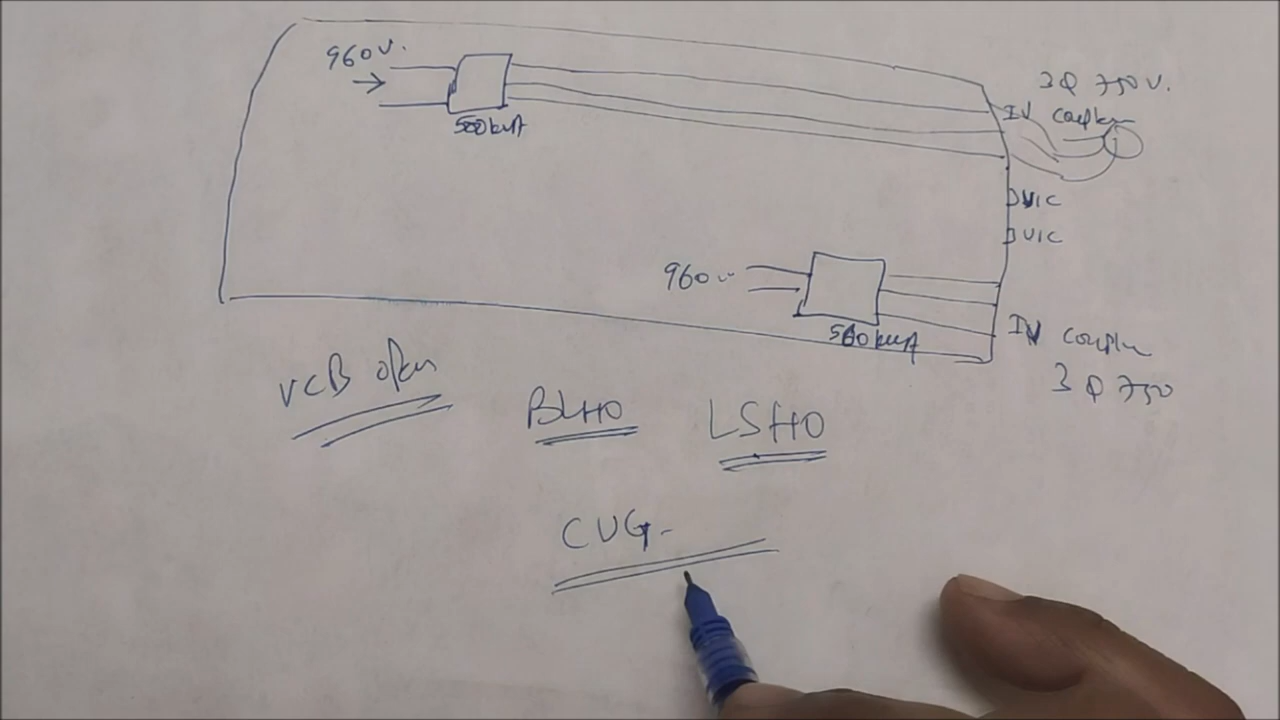 960V.
3Φ 750V.
IV Coupler
500kVA
UIC
UIC
960V
500kVA
IV Coupler
3Φ 750
VCB open
BLHO LSHO
CUG-